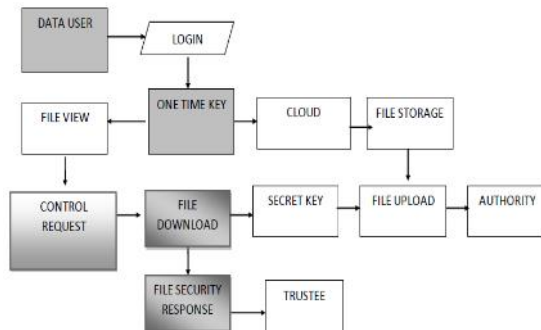 DATA USER
LOGIN
ONE TIME KEY
CLOUD
FILE STORAGE
FILE VIEW
CONTROL
REQUEST
FILE
DOWNLOAD
SECRET KEY
FILE UPLOAD
AUTHORITY
FILE SECURITY
RESPONSE
TRUSTEE